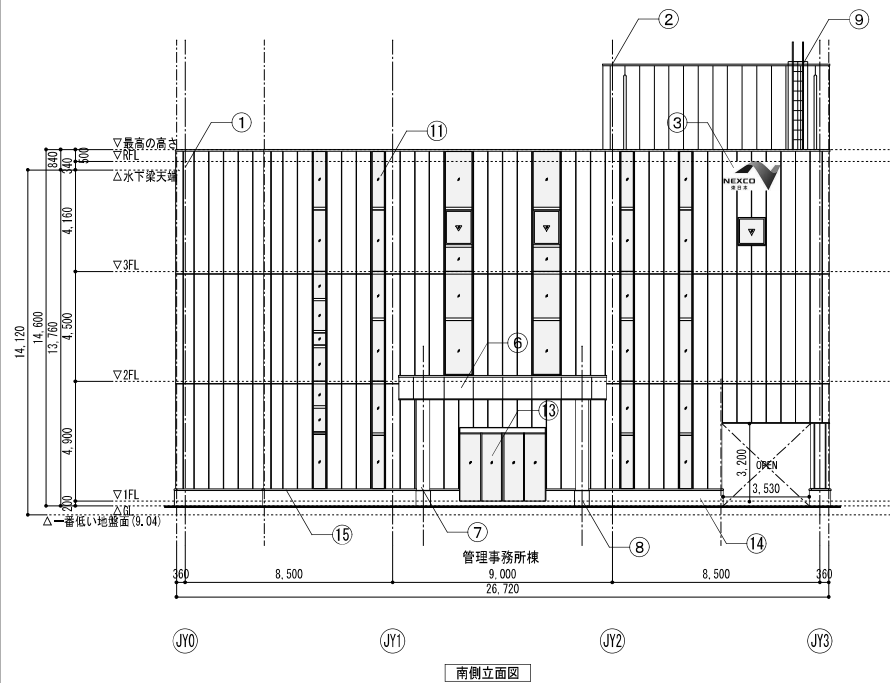 ②
⑨
①
⑪
③
▽最高の高さ
▽RFL
△水下梁天端
NEXCO
東日本
840
500
340
4,160
▽3FL
14,120
14,600
13,760
4,500
⑥
▽2FL
⑬
4,900
3,200
OPEN
3,530
▽1FL
200
△GL
△一番低い地盤面(9.04)
⑮
⑦
⑧
⑭
管理事務所棟
360
8,500
9,000
8,500
360
26,720
JY0
JY1
JY2
JY3
南側立面図